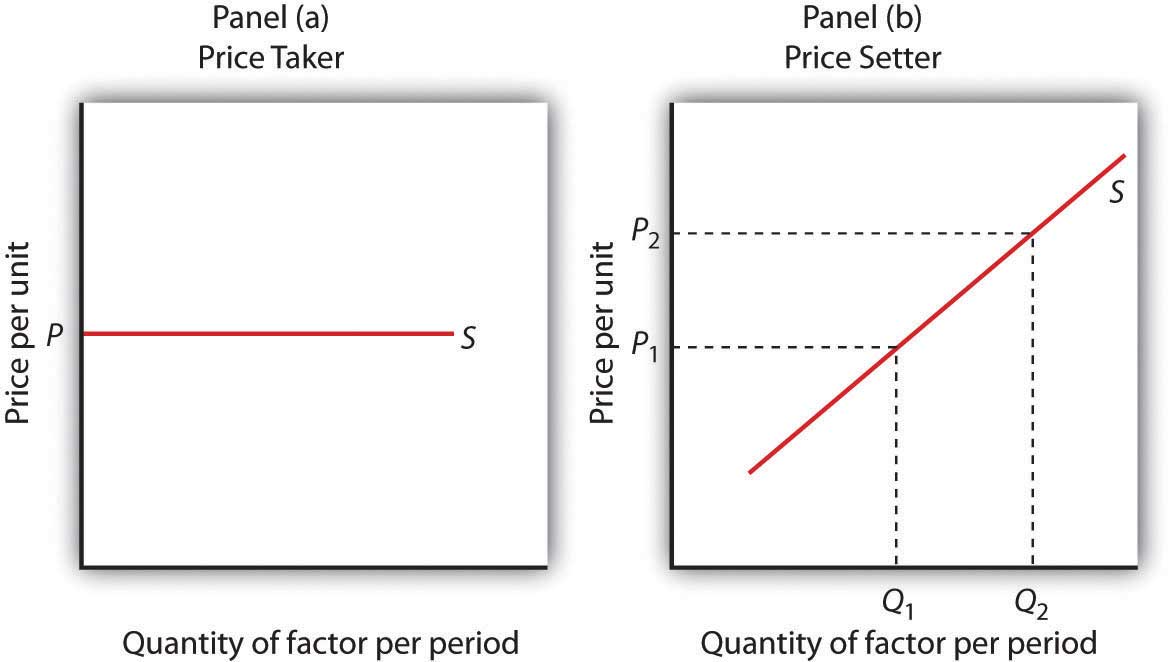 Panel (a)
Price Taker
Price per unit
P
S
Quantity of factor per period
Panel (b)
Price Setter
Price per unit
P2
P1
S
Q1
Q2
Quantity of factor per period